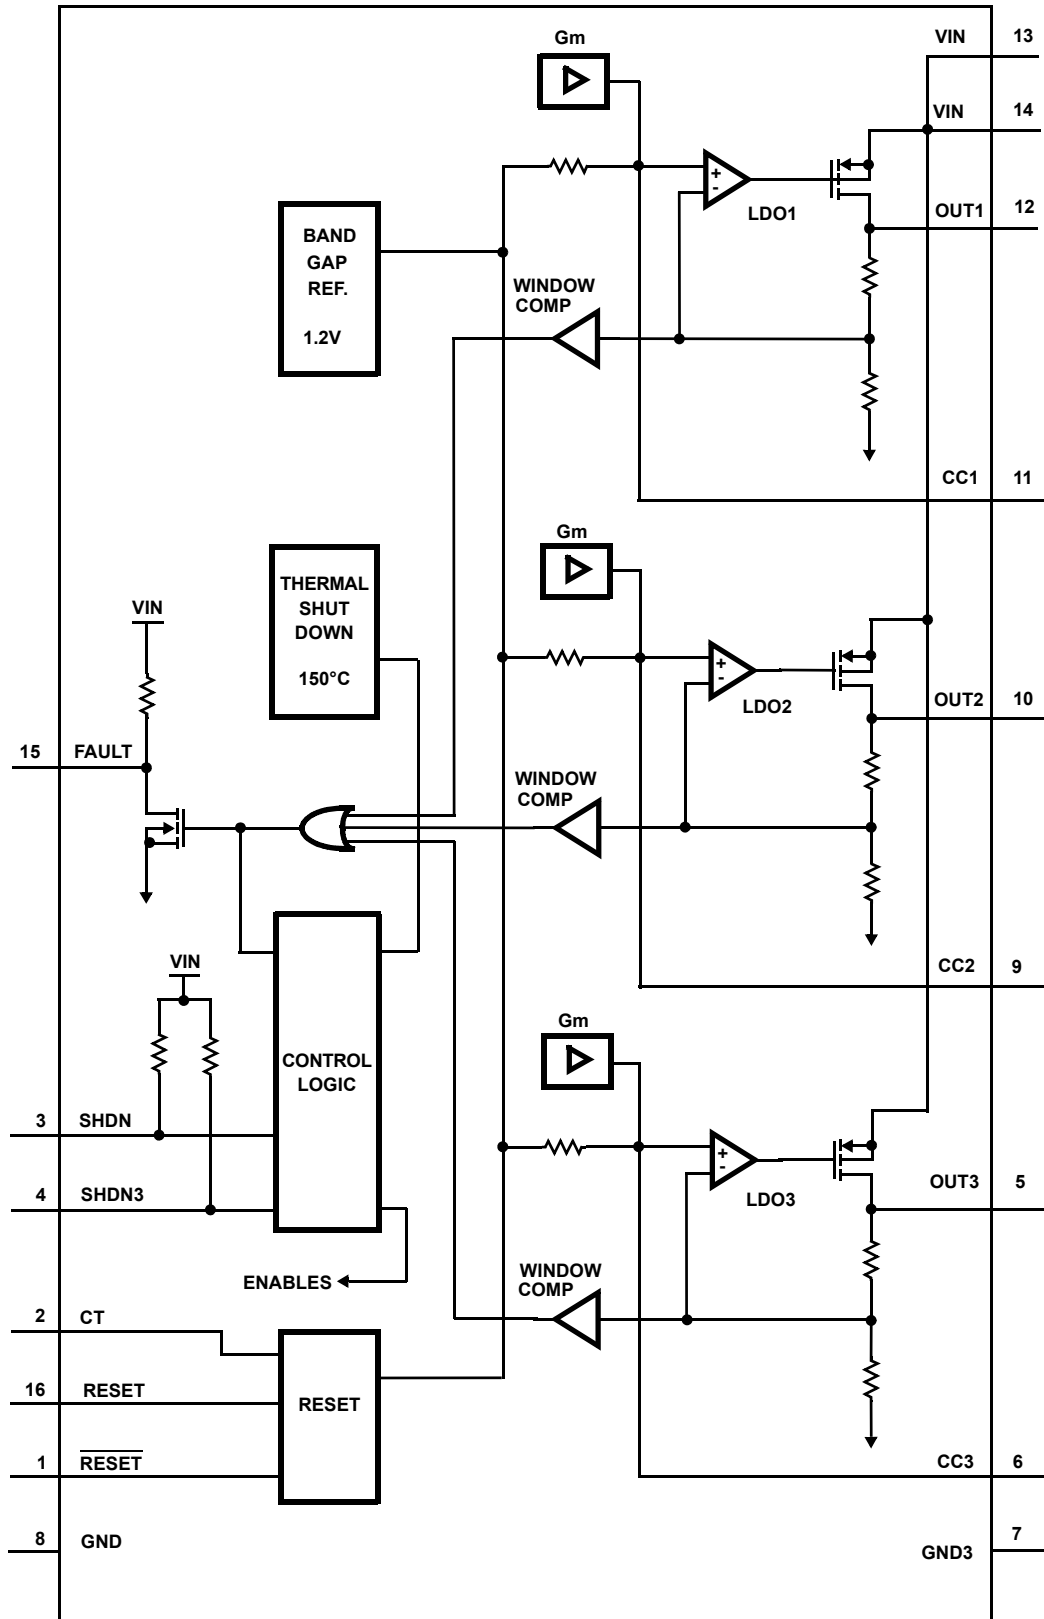 Gm
VIN 13
VIN 14
+
-
LDO1
OUT1 12
BAND
GAP
REF.
1.2V
WINDOW
COMP
CC1 11
Gm
THERMAL
SHUT
DOWN
150°C
VIN
+
-
LDO2
OUT2 10
15 FAULT
WINDOW
COMP
VIN
CC2 9
Gm
CONTROL
LOGIC
3 SHDN
4 SHDN3
+
-
LDO3
OUT3 5
ENABLES
WINDOW
COMP
2 CT
16 RESET
RESET
1 RESET
CC3 6
8 GND
GND3 7